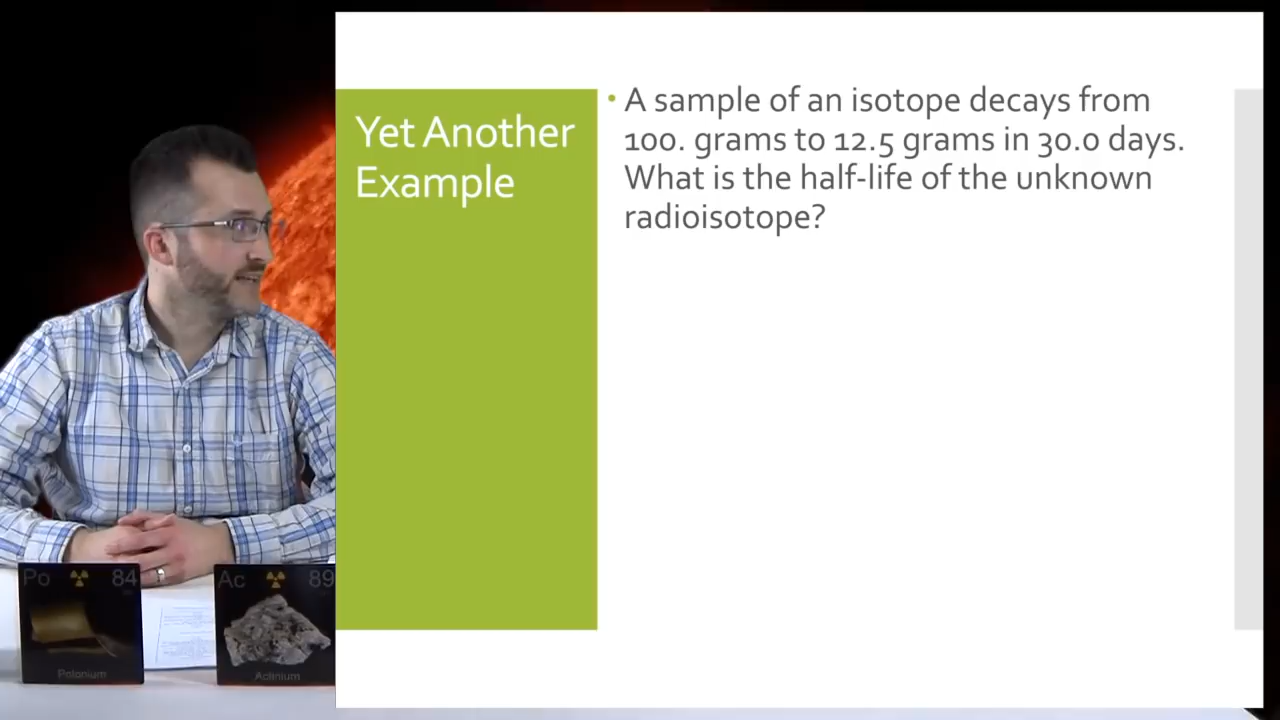 Yet Another
Example
• A sample of an isotope decays from
100. grams to 12.5 grams in 30.0 days.
What is the half-life of the unknown
radioisotope?
Po 84
Polonium
Ac 89
Actinium